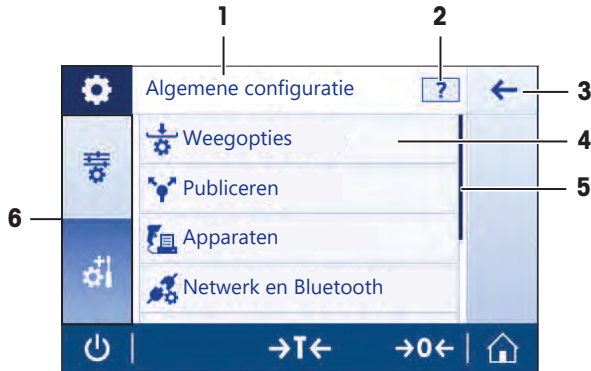 1
2
Algemene configuratie
?
3
Weegopties
4
Publiceren
5
Apparaten
6
Netwerk en Bluetooth
→T← →0←